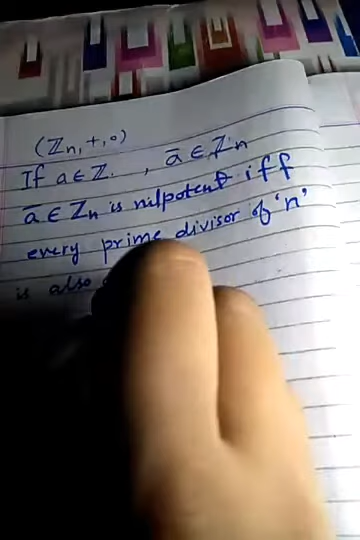 (ℤn, +, ∘)
If a ∈ ℤ. , ā ∈ ℤn
ā ∈ ℤn is nilpotent iff
every prime divisor of 'n'
is also